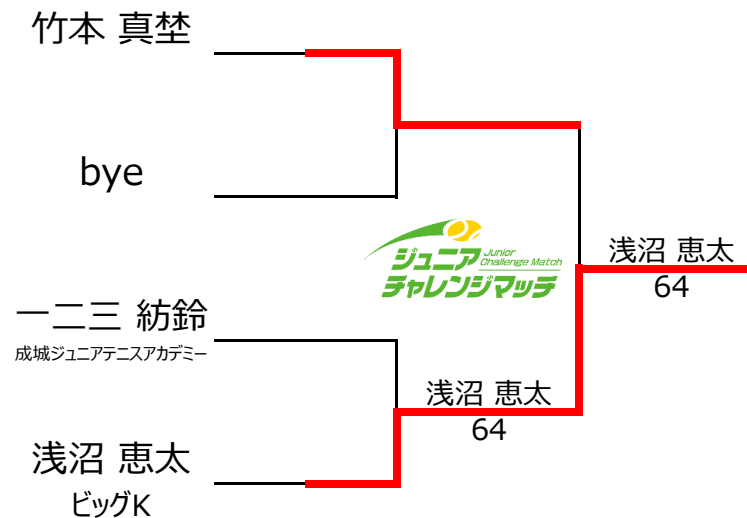 竹本 真埜
bye
ジュニア
Junior
Challenge Match
チャレンジマッチ
浅沼 恵太
64
一二三 紡鈴
成城ジュニアテニスアカデミー
浅沼 恵太
64
浅沼 恵太
ビッグK